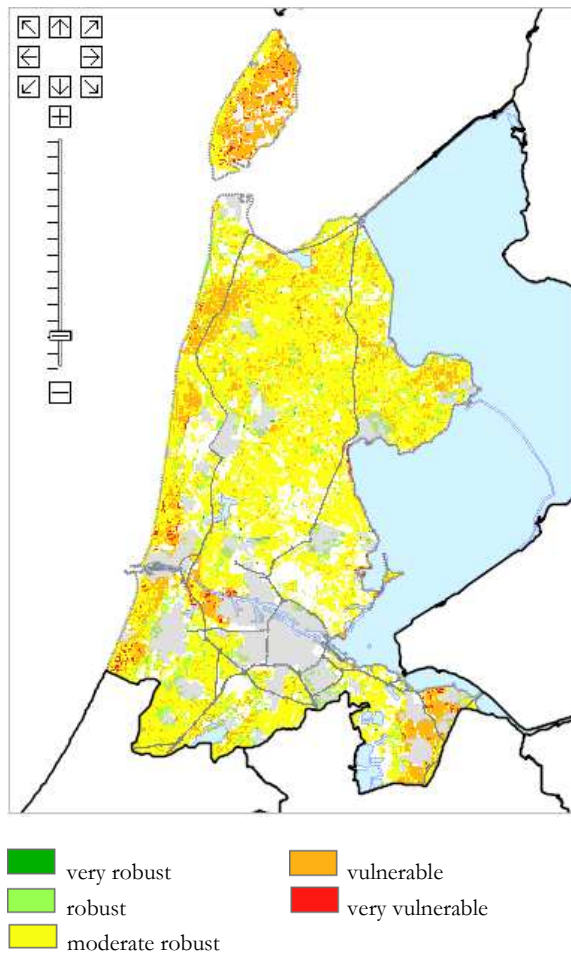 very robust
vulnerable
robust
very vulnerable
moderate robust